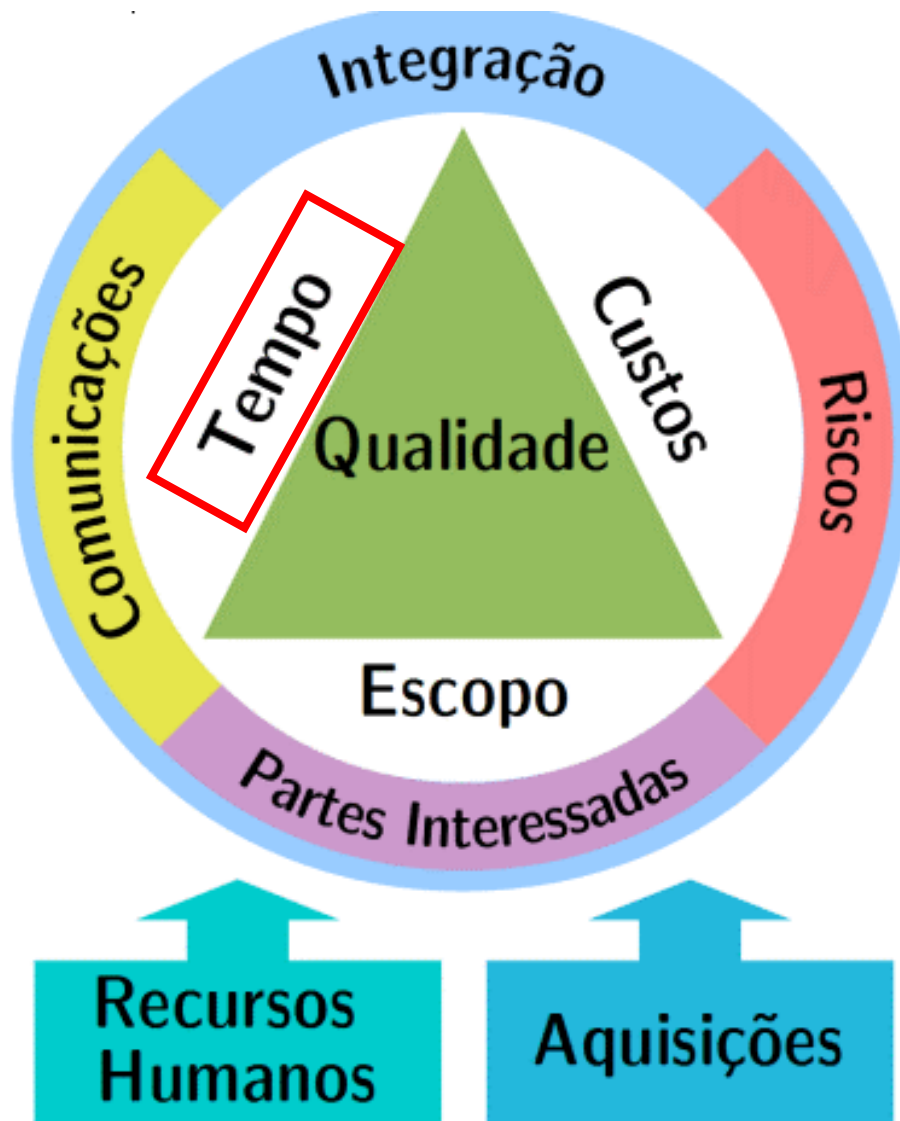 Integração
Comunicações
Tempo
Custos
Riscos
Qualidade
Escopo
Partes Interessadas
Recursos
Humanos
Aquisições